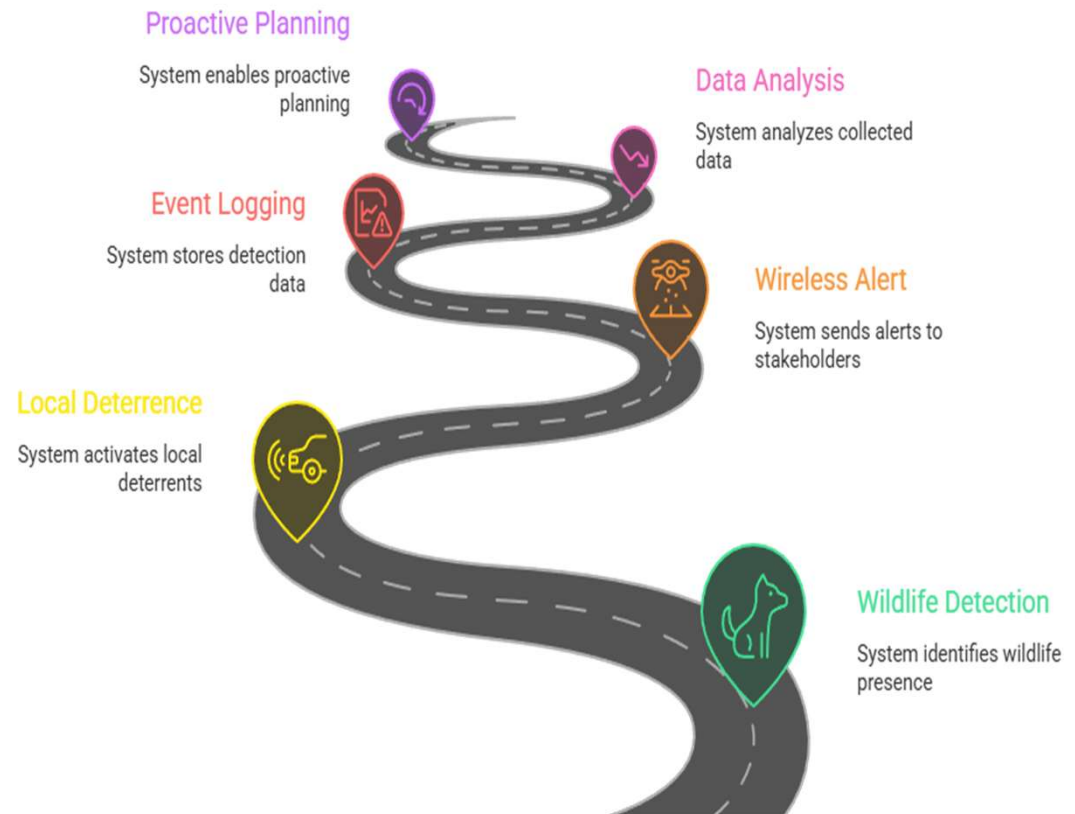 Proactive Planning
System enables proactive
planning
Data Analysis
System analyzes collected
data
Event Logging
System stores detection
data
Wireless Alert
System sends alerts to
stakeholders
Local Deterrence
System activates local
deterrents
Wildlife Detection
System identifies wildlife
presence